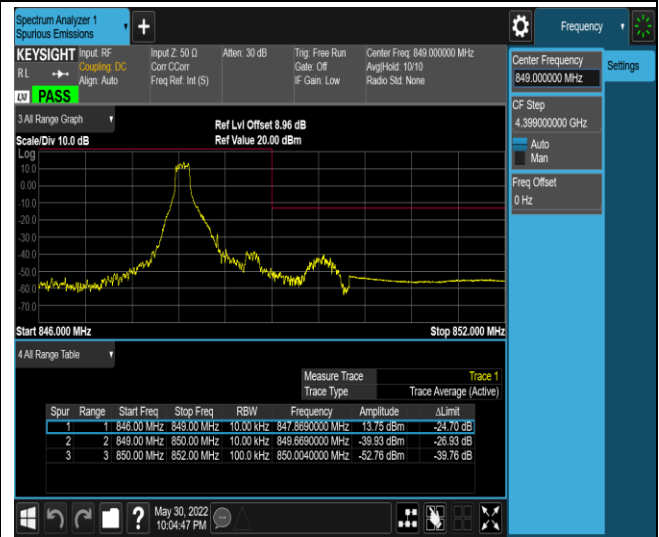 Spectrum Analyzer 1
Spurious Emissions
+
Frequency
KEYSIGHT
RL
LXI PASS
Input: RF
Coupling: DC
Align: Auto
Input Z: 50 Ω
Corr CCorr
Freq Ref: Int (S)
Atten: 30 dB
Trig: Free Run
Gate: Off
IF Gain: Low
Center Freq: 849.000000 MHz
Avg|Hold: 10/10
Radio Std: None
Center Frequency
849.000000 MHz
Settings
CF Step
4.399000000 GHz
Auto
Man
Freq Offset
0 Hz
3 All Range Graph
Scale/Div 10.0 dB
Ref Lvl Offset 8.96 dB
Ref Value 20.00 dBm
Log
10.0
0.00
-10.0
-20.0
-30.0
-40.0
-50.0
-60.0
-70.0
Start 846.000 MHz Stop 852.000 MHz
4 All Range Table
Measure Trace Trace 1
Trace Type Trace Average (Active)
Spur Range Start Freq Stop Freq RBW Frequency Amplitude ΔLimit
1 1 846.00 MHz 849.00 MHz 10.00 kHz 847.8690000 MHz 13.75 dBm -24.70 dB
2 2 849.00 MHz 850.00 MHz 10.00 kHz 849.6690000 MHz -39.93 dBm -26.93 dB
3 3 850.00 MHz 852.00 MHz 100.0 kHz 850.0040000 MHz -52.76 dBm -39.76 dB
?
May 30, 2022
10:04:47 PM